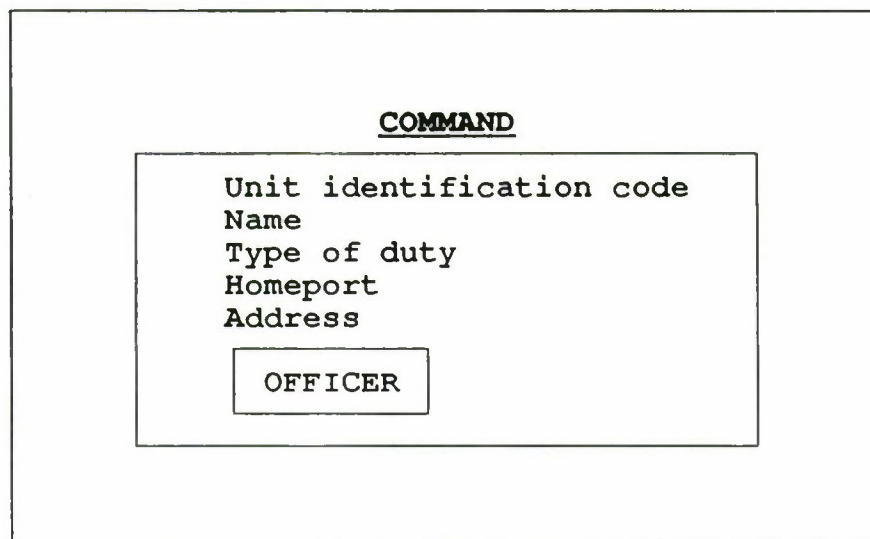 COMMAND
Unit identification code
Name
Type of duty
Homeport
Address
OFFICER